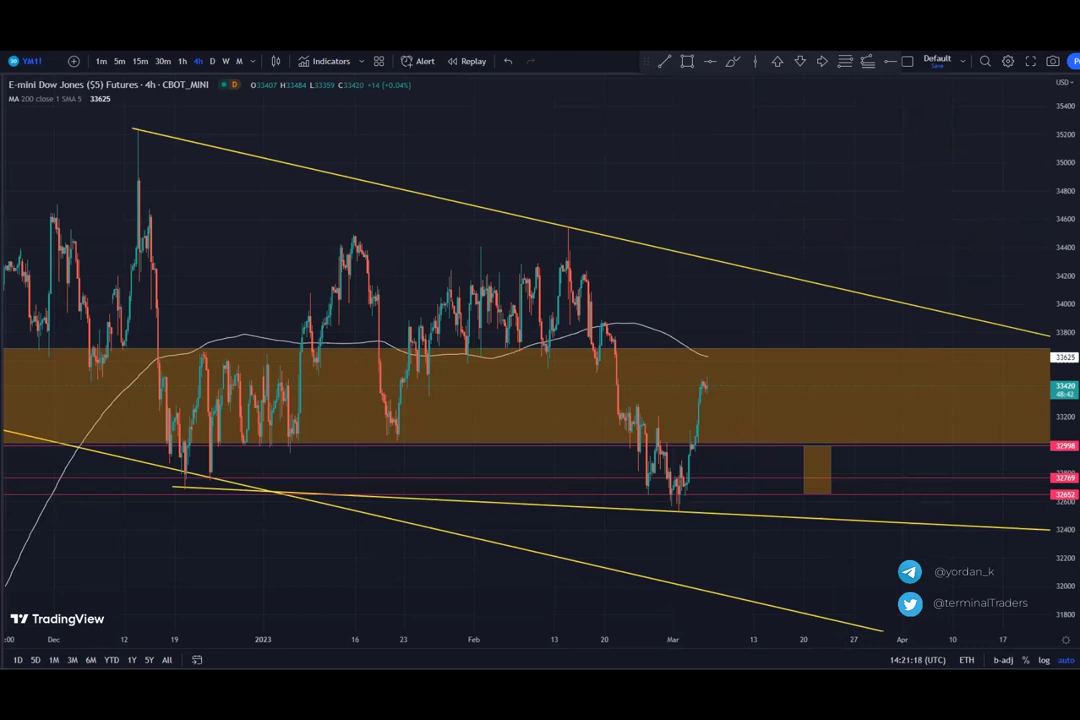 YM1!
1m 5m 15m 30m 1h 4h D W M
Indicators
Alert
Replay
Default
Save
E-mini Dow Jones ($5) Futures · 4h · CBOT_MINI
D
O33407 H33484 L33359 C33420 +14 (+0.04%)
USD
MA 200 close 1 SMA 5 33625
35400
35200
35000
34800
34600
34400
34200
34000
33800
33625
33420
48:42
33200
32998
32769
32652
32400
32200
32000
31800
@yordan_k
@terminalTraders
TradingView
:00 Dec 12 19 2023 16 23 Feb 13 20 Mar 13 20 27 Apr 10 17
1D 5D 1M 3M 6M YTD 1Y 5Y All
14:21:18 (UTC) ETH b-adj % log auto